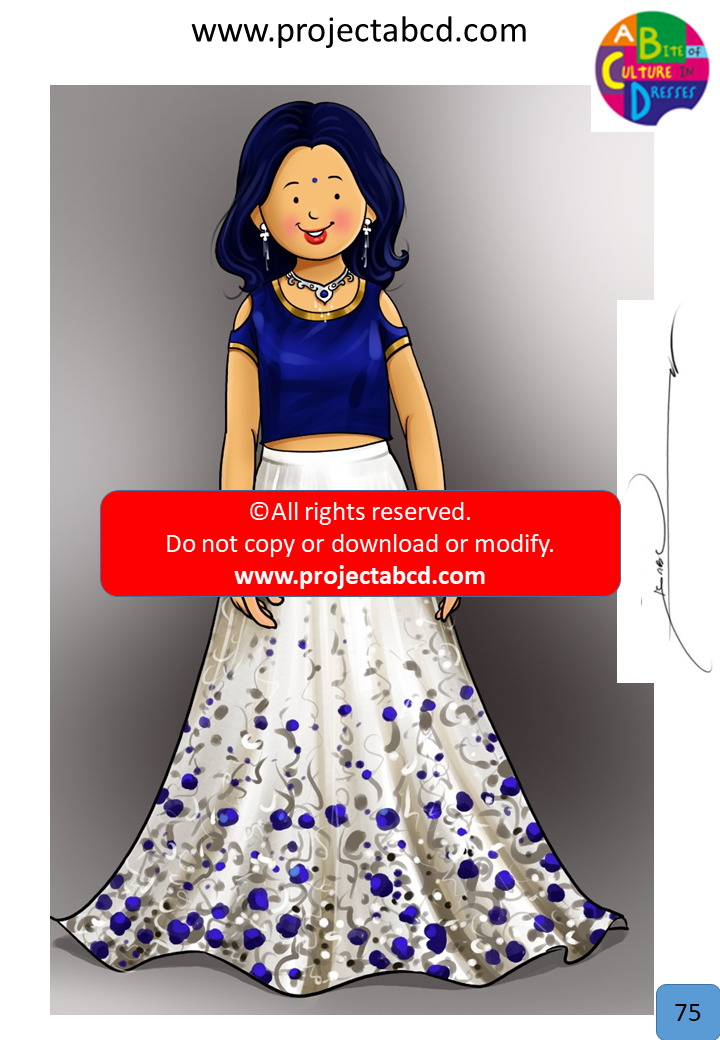 www.projectabcd.com
A BITE OF
CULTURE IN
DRESSES
©All rights reserved.
Do not copy or download or modify.
www.projectabcd.com
75